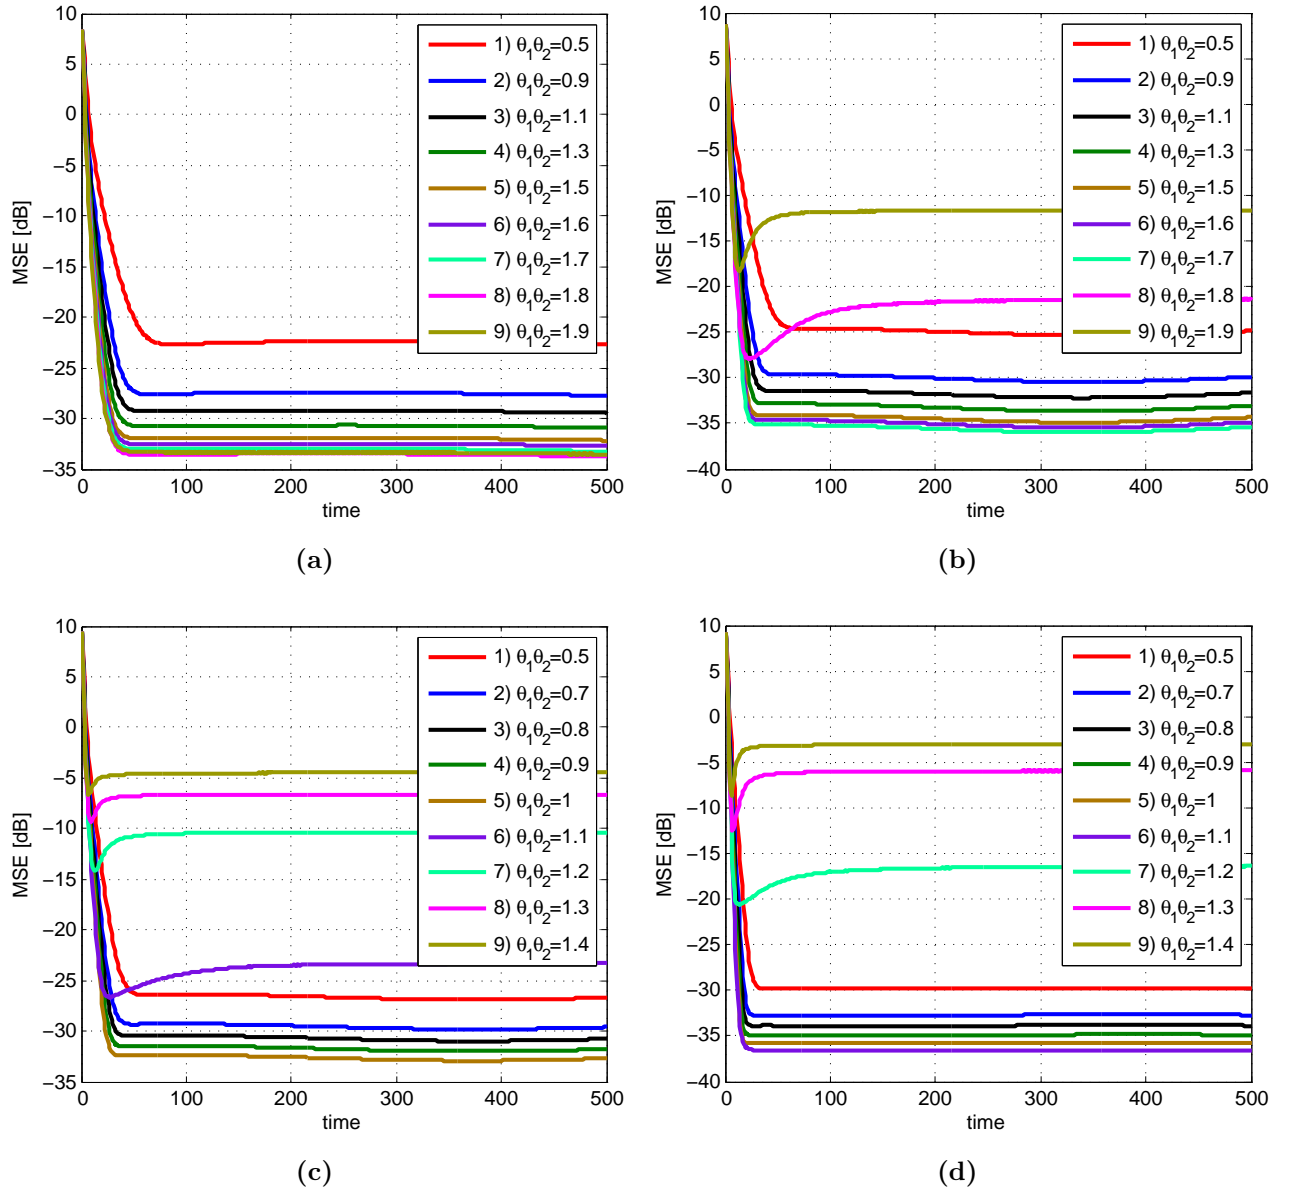 10
5
0
−5
−10
−15
−20
−25
−30
−35
MSE [dB]
0 100 200 300 400 500
time
1) θ1θ2=0.5
2) θ1θ2=0.9
3) θ1θ2=1.1
4) θ1θ2=1.3
5) θ1θ2=1.5
6) θ1θ2=1.6
7) θ1θ2=1.7
8) θ1θ2=1.8
9) θ1θ2=1.9
(a)
10
5
0
−5
−10
−15
−20
−25
−30
−35
−40
MSE [dB]
0 100 200 300 400 500
time
1) θ1θ2=0.5
2) θ1θ2=0.9
3) θ1θ2=1.1
4) θ1θ2=1.3
5) θ1θ2=1.5
6) θ1θ2=1.6
7) θ1θ2=1.7
8) θ1θ2=1.8
9) θ1θ2=1.9
(b)
10
5
0
−5
−10
−15
−20
−25
−30
−35
MSE [dB]
0 100 200 300 400 500
time
1) θ1θ2=0.5
2) θ1θ2=0.7
3) θ1θ2=0.8
4) θ1θ2=0.9
5) θ1θ2=1
6) θ1θ2=1.1
7) θ1θ2=1.2
8) θ1θ2=1.3
9) θ1θ2=1.4
(c)
10
5
0
−5
−10
−15
−20
−25
−30
−35
−40
MSE [dB]
0 100 200 300 400 500
time
1) θ1θ2=0.5
2) θ1θ2=0.7
3) θ1θ2=0.8
4) θ1θ2=0.9
5) θ1θ2=1
6) θ1θ2=1.1
7) θ1θ2=1.2
8) θ1θ2=1.3
9) θ1θ2=1.4
(d)